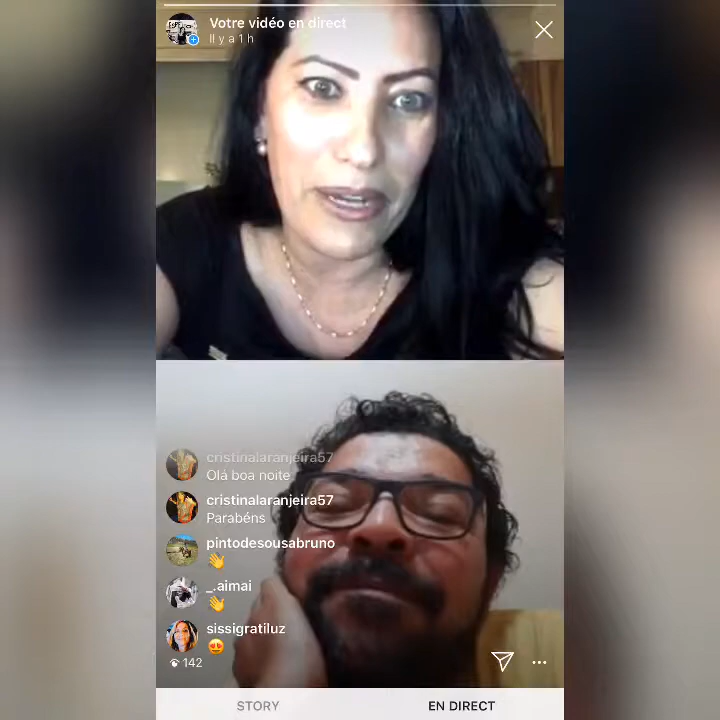 Votre vidéo en direct
Il y a 1 h
cristinalaranjeira57
Olá boa noite
cristinalaranjeira57
Parabéns
pintodesousabruno
👋
_.aimai
👋
sissigratiluz
😍
142
STORY
EN DIRECT